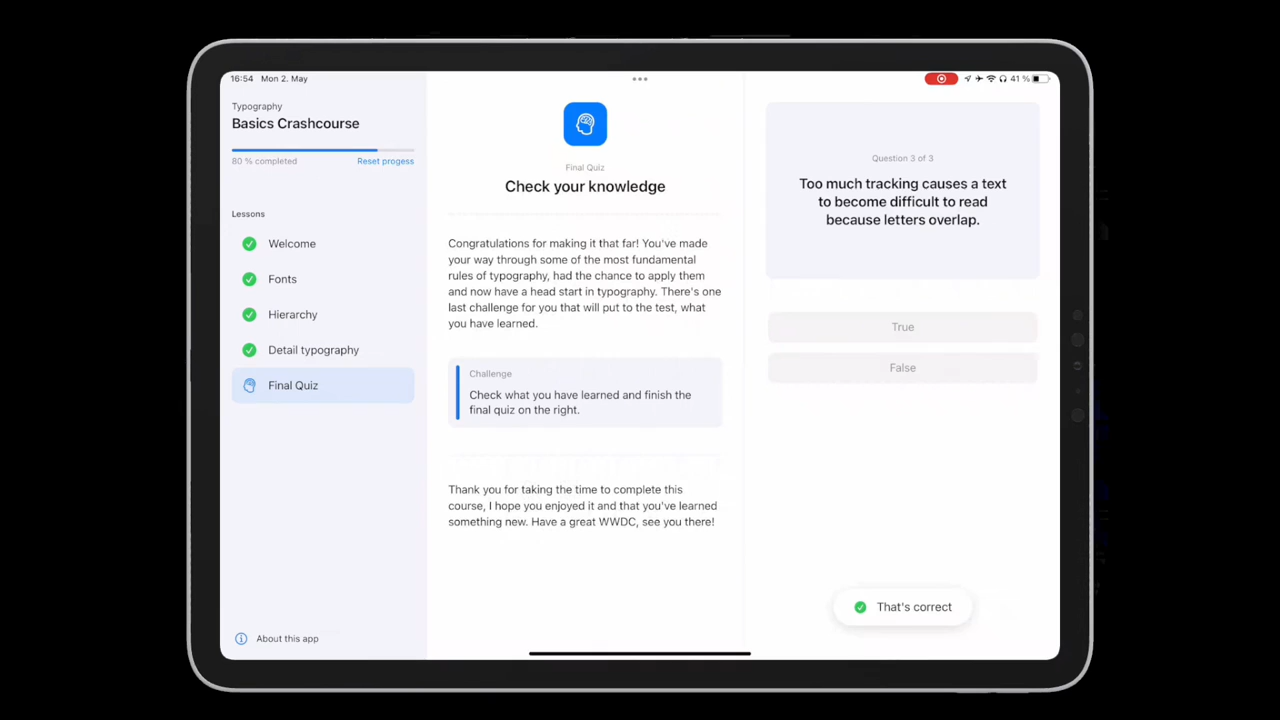 16:54 Mon 2. May
41 %
Typography
Basics Crashcourse
80 % completed
Reset progess
Lessons
Welcome
Fonts
Hierarchy
Detail typography
Final Quiz
About this app
Final Quiz
Check your knowledge
Congratulations for making it that far! You've made
your way through some of the most fundamental
rules of typography, had the chance to apply them
and now have a head start in typography. There's one
last challenge for you that will put to the test, what
you have learned.
Challenge
Check what you have learned and finish the
final quiz on the right.
Thank you for taking the time to complete this
course, I hope you enjoyed it and that you've learned
something new. Have a great WWDC, see you there!
Question 3 of 3
Too much tracking causes a text
to become difficult to read
because letters overlap.
True
False
That's correct